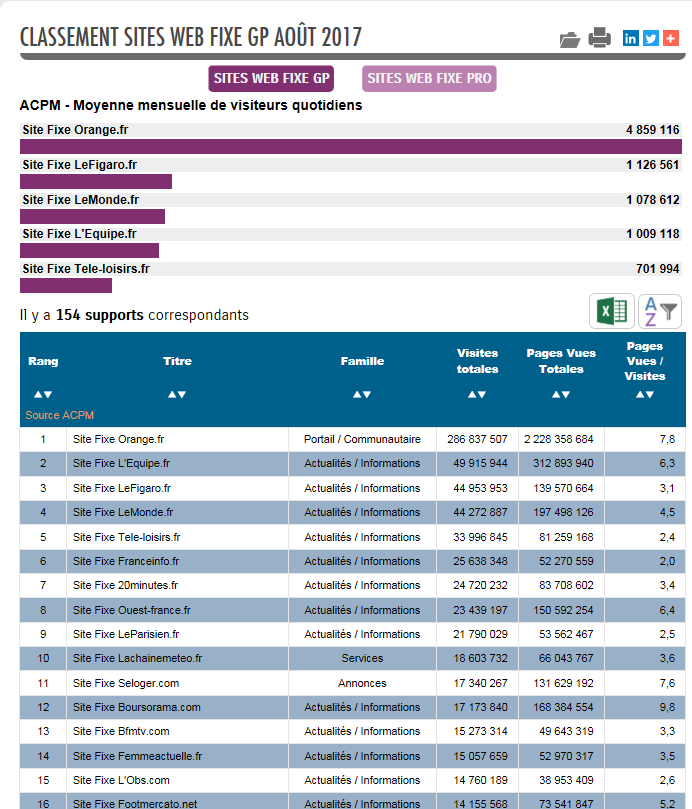 CLASSEMENT SITES WEB FIXE GP AOÛT 2017
in
SITES WEB FIXE GP SITES WEB FIXE PRO
ACPM - Moyenne mensuelle de visiteurs quotidiens
Site Fixe Orange.fr 4 859 116
Site Fixe LeFigaro.fr 1 126 561
Site Fixe LeMonde.fr 1 078 612
Site Fixe L'Equipe.fr 1 009 118
Site Fixe Tele-loisirs.fr 701 994
Il y a 154 supports correspondants
X
A
Z
Rang Titre Famille Visites totales Pages Vues Totales Pages Vues / Visites
Source ACPM
1 Site Fixe Orange.fr Portail / Communautaire 286 837 507 2 228 358 684 7,8
2 Site Fixe L'Equipe.fr Actualités / Informations 49 915 944 312 893 940 6,3
3 Site Fixe LeFigaro.fr Actualités / Informations 44 953 953 139 570 664 3,1
4 Site Fixe LeMonde.fr Actualités / Informations 44 272 887 197 498 126 4,5
5 Site Fixe Tele-loisirs.fr Actualités / Informations 33 996 845 81 259 168 2,4
6 Site Fixe Franceinfo.fr Actualités / Informations 25 638 348 52 270 559 2,0
7 Site Fixe 20minutes.fr Actualités / Informations 24 720 232 83 708 602 3,4
8 Site Fixe Ouest-france.fr Actualités / Informations 23 439 197 150 592 254 6,4
9 Site Fixe LeParisien.fr Actualités / Informations 21 790 029 53 562 467 2,5
10 Site Fixe Lachainemeteo.fr Services 18 603 732 66 043 767 3,6
11 Site Fixe Seloger.com Annonces 17 340 267 131 629 192 7,6
12 Site Fixe Boursorama.com Actualités / Informations 17 173 840 168 384 554 9,8
13 Site Fixe Bfmtv.com Actualités / Informations 15 273 314 49 643 319 3,3
14 Site Fixe Femmeactuelle.fr Actualités / Informations 15 057 659 52 970 317 3,5
15 Site Fixe L'Obs.com Actualités / Informations 14 760 189 38 953 409 2,6
16 Site Fixe Footmercato.net Actualités / Informations 14 155 568 73 541 847 5,2